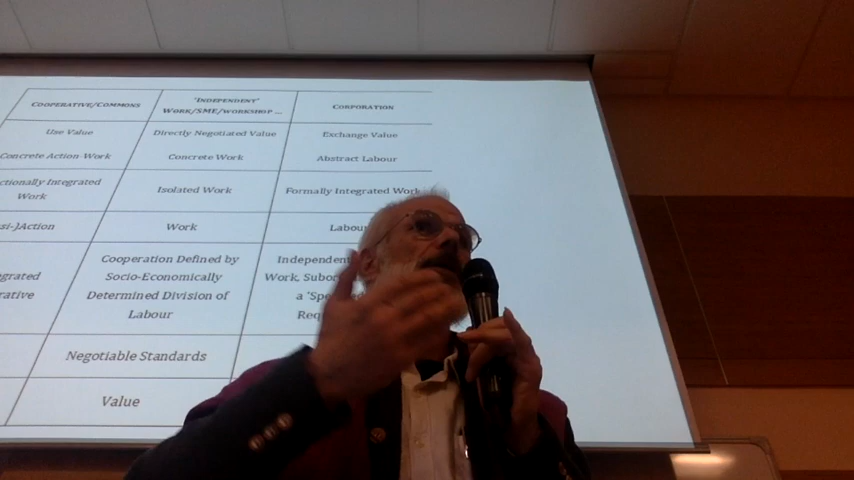 COOPERATIVE/COMMONS
'INDEPENDENT'
WORK/SME/WORKSHOP ...
CORPORATION
Use Value
Directly Negotiated Value
Exchange Value
Concrete Action-Work
Concrete Work
Abstract Labour
ctionally Integrated
Work
Isolated Work
Formally Integrated Work
si-)Action
Work
Labou
grated
rative
Cooperation Defined by
Socio-Economically
Determined Division of
Labour
Independent
Work, Subor
a 'Spe
Req
Negotiable Standards
Value